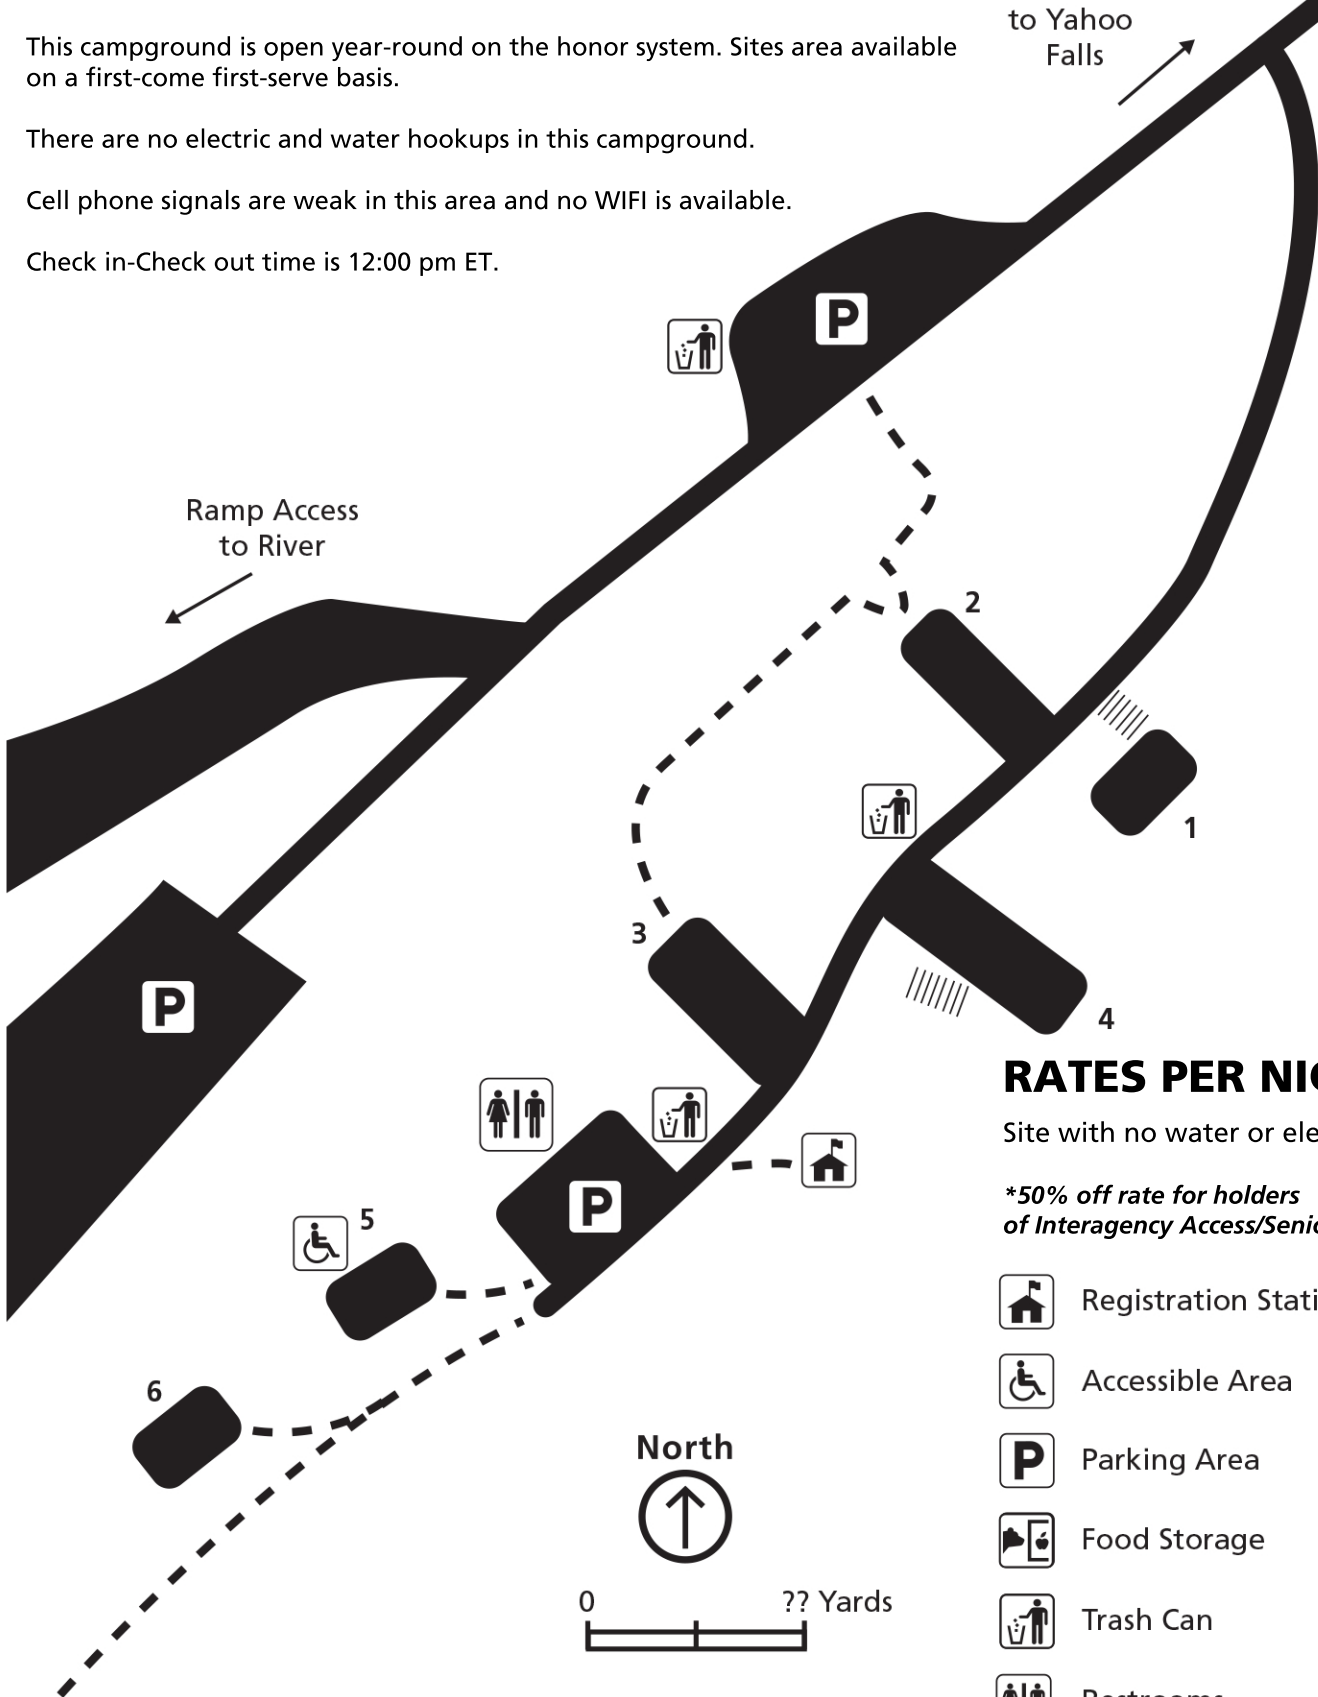 to Yahoo
Falls
This campground is open year-round on the honor system. Sites area available
on a first-come first-serve basis.
There are no electric and water hookups in this campground.
Cell phone signals are weak in this area and no WIFI is available.
Check in-Check out time is 12:00 pm ET.
P
Ramp Access
to River
2
1
3
4
P
P
5
6
RATES PER
Site with no water or
*50% off rate for holders
of Interagency
Registration
Accessible Area
P
Parking Area
Food Storage
Trash Can
North
0
?? Yards